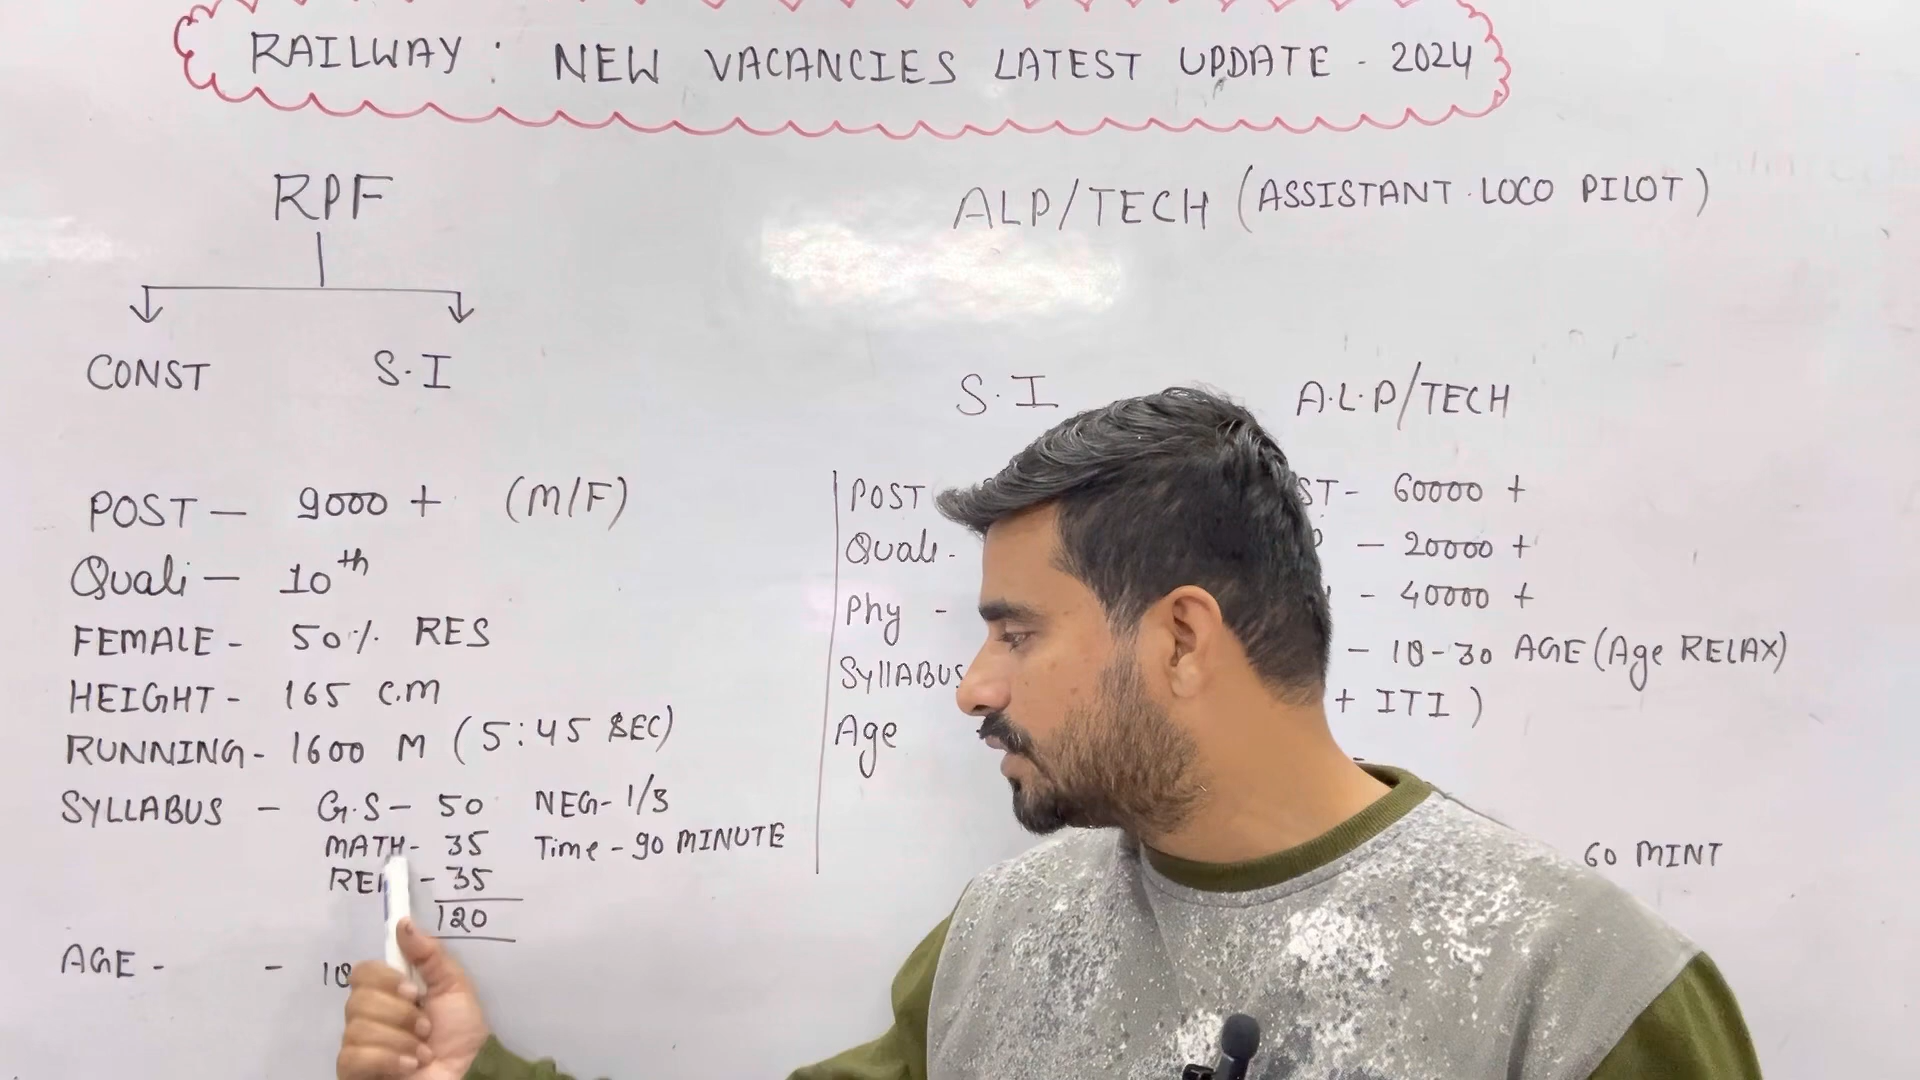 RAILWAY : NEW VACANCIES LATEST UPDATE - 2024
RPF
CONST S.I
POST - 9000 + (M/F)
Quali - 10th
FEMALE - 50% RES
HEIGHT - 165 C.M
RUNNING - 1600 M (5:45 SEC)
SYLLABUS - G.S - 50 NEG - 1/3
MATH - 35 Time - 90 MINUTE
- 35
120
AGE - - 18
ALP/TECH (ASSISTANT LOCO PILOT)
S.I
POST
Quali -
Phy -
SYllABUS
Age
A.L.P/TECH
- 60000 +
- 20000 +
- 40000 +
- 18-30 AGE (Age RELAX)
+ ITI )
60 MINT